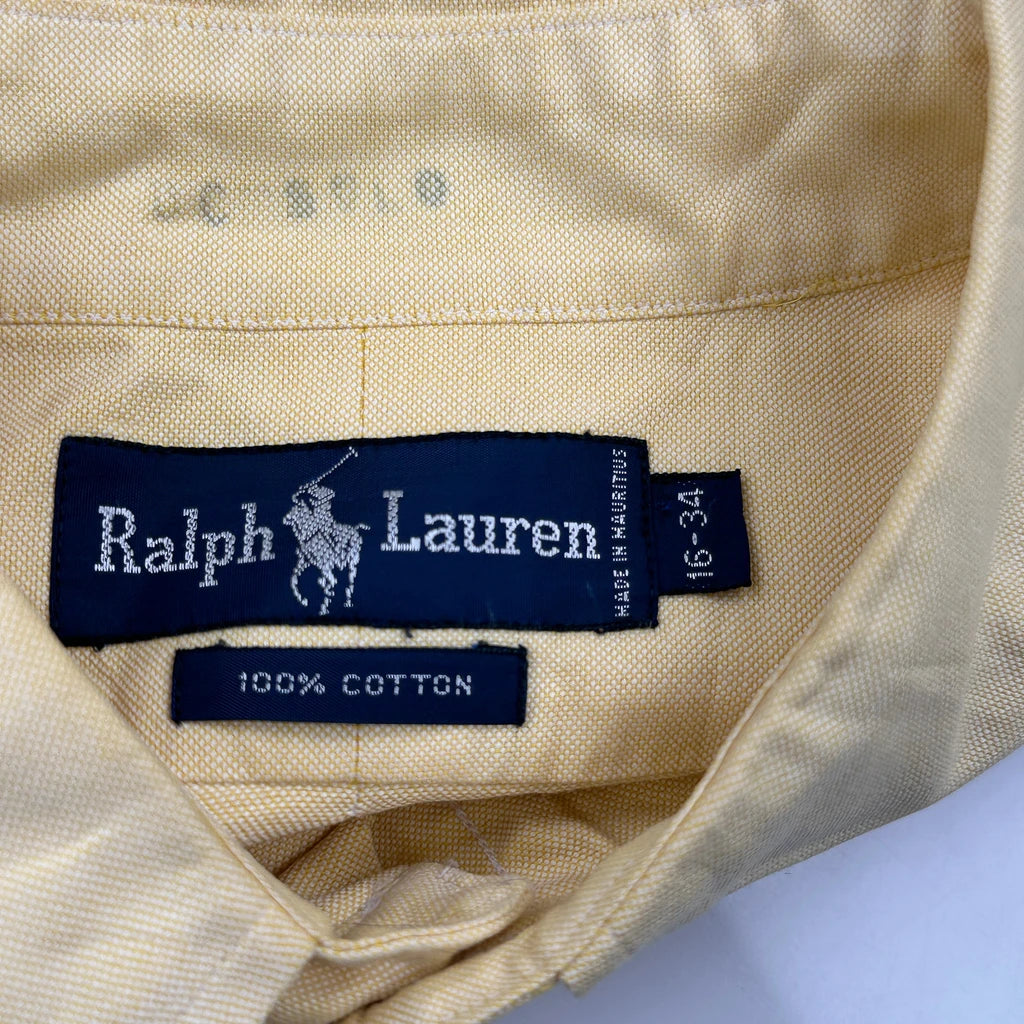 Ralph Lauren
MADE IN MAURITIUS
16-34
100% COTTON